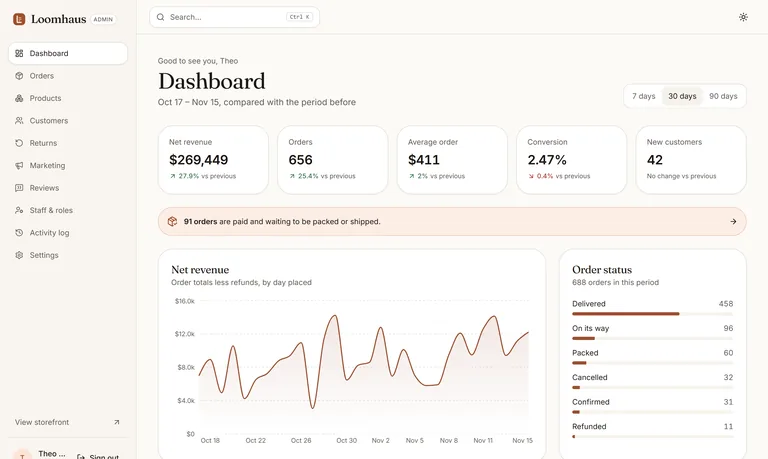 Loomhaus ADMIN
Search...
Ctrl K
Dashboard
Orders
Products
Customers
Returns
Marketing
Reviews
Staff & roles
Activity log
Settings
View storefront
T
Theo ...
Sign out
Good to see you, Theo
Dashboard
Oct 17 – Nov 15, compared with the period before
7 days
30 days
90 days
Net revenue
$269,449
27.9% vs previous
Orders
656
25.4% vs previous
Average order
$411
2% vs previous
Conversion
2.47%
0.4% vs previous
New customers
42
No change vs previous
91 orders are paid and waiting to be packed or shipped.
Net revenue
Order totals less refunds, by day placed
$16.0k
$12.0k
$8.0k
$4.0k
$0
Oct 18
Oct 22
Oct 26
Oct 30
Nov 2
Nov 5
Nov 8
Nov 11
Nov 15
Order status
688 orders in this period
Delivered 458
On its way 96
Packed 60
Cancelled 32
Confirmed 31
Refunded 11